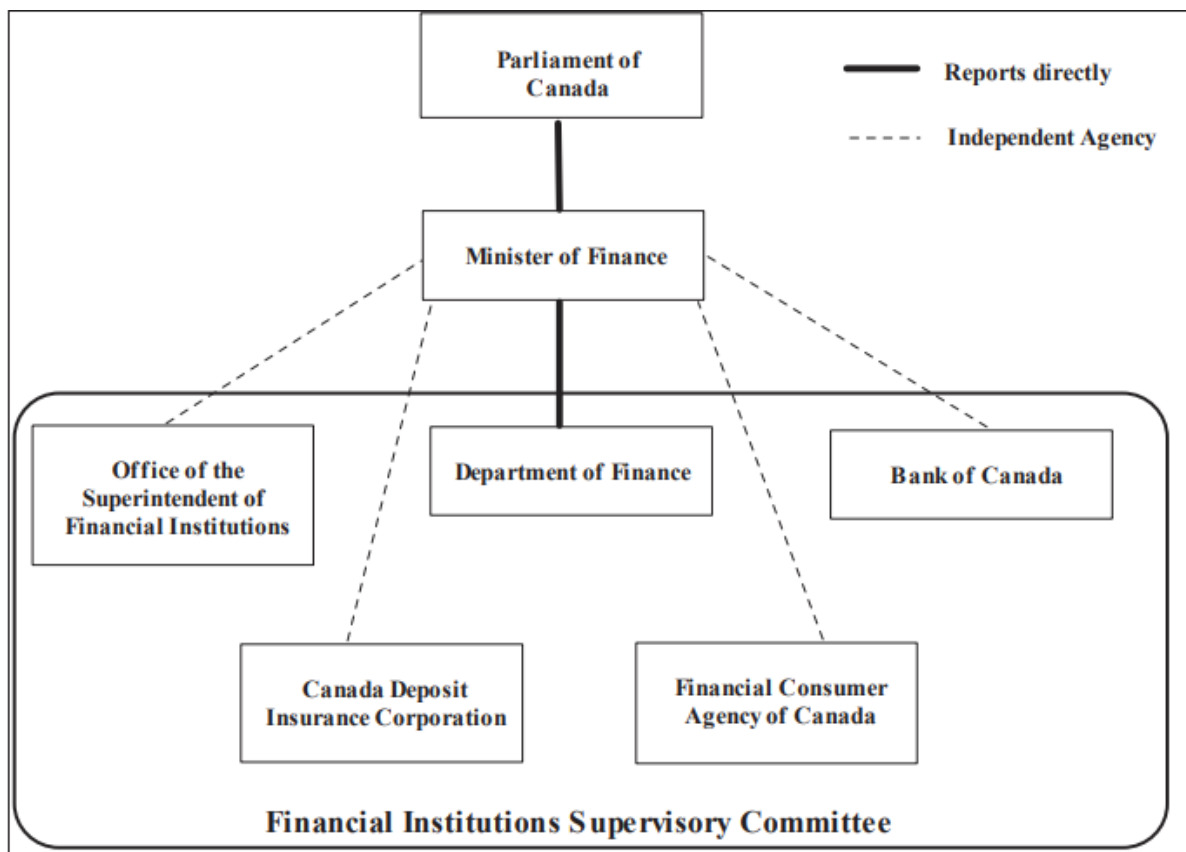 Parliament of
Canada
Reports directly
Independent Agency
Minister of Finance
Office of the
Superintendent of
Financial Institutions
Department of Finance
Bank of Canada
Canada Deposit
Insurance Corporation
Financial Consumer
Agency of Canada
Financial Institutions Supervisory Committee